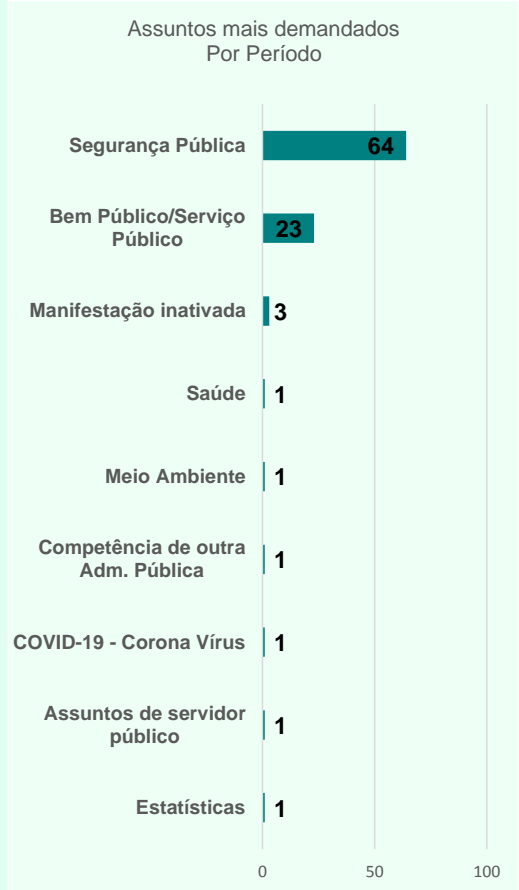 Assuntos mais demandados
Por Período
Segurança Pública
64
Bem Público/Serviço
Público
23
Manifestação inativada
3
Saúde
1
Meio Ambiente
1
Competência de outra
Adm. Pública
1
COVID-19 - Corona Vírus
1
Assuntos de servidor
público
1
Estatísticas
1
0
50
100